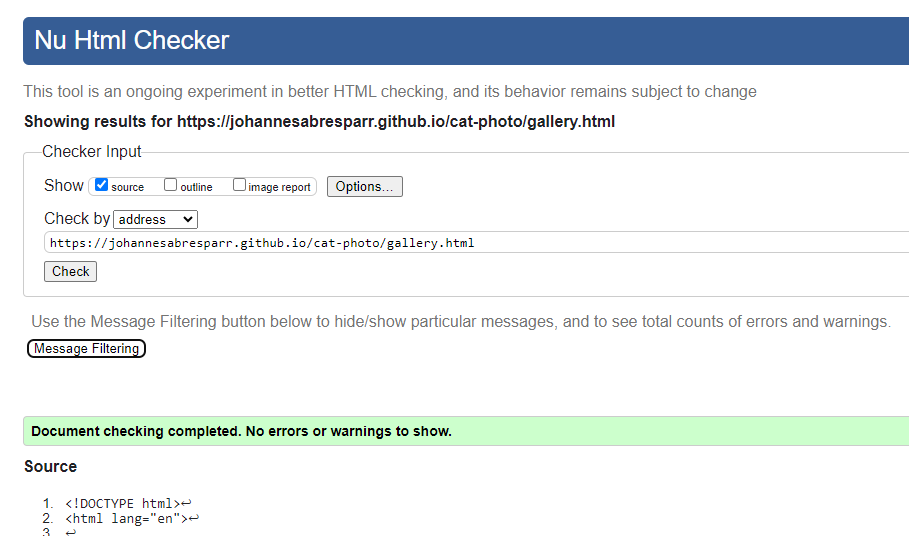 Nu Html Checker
This tool is an ongoing experiment in better HTML checking, and its behavior remains subject to change
Showing results for https://johannesabresparr.github.io/cat-photo/gallery.html
Checker Input
Show source outline image report Options...
Check by address
https://johannesabresparr.github.io/cat-photo/gallery.html
Check
Use the Message Filtering button below to hide/show particular messages, and to see total counts of errors and warnings.
Message Filtering
Document checking completed. No errors or warnings to show.
Source
1. <!DOCTYPE html>↩
2. <html lang="en">↩
3. ↩